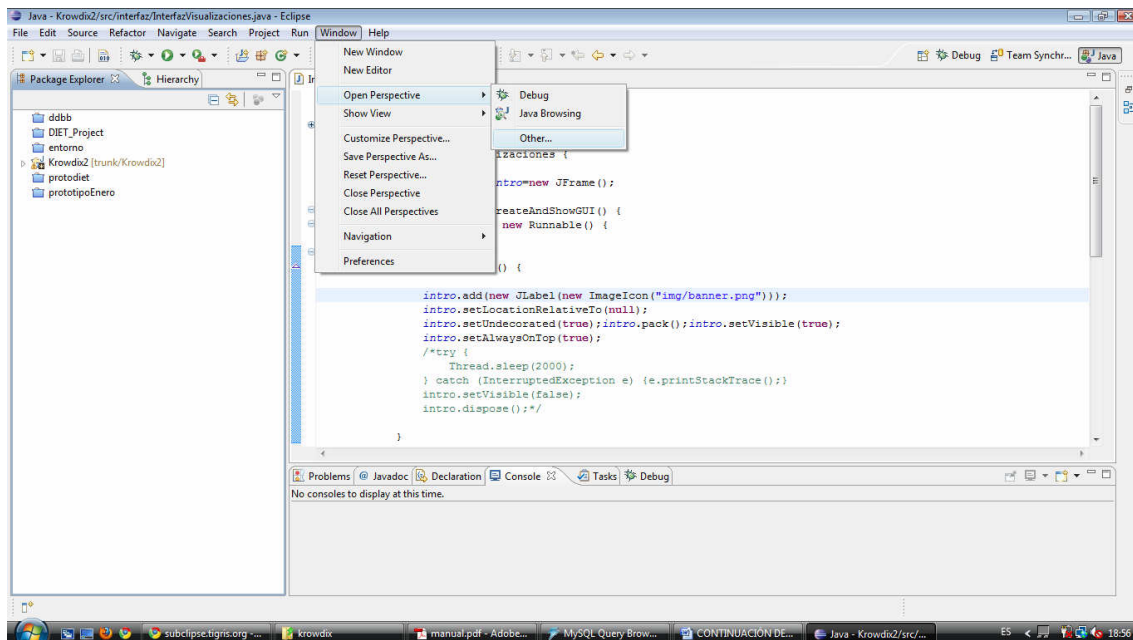 Java - Krowdix2/src/interfaz/InterfazVisualizaciones.java - Eclipse
File Edit Source Refactor Navigate Search Project Run Window Help
Debug Team Synchr... Java
Package Explorer Hierarchy
ddbb
DIET_Project
entorno
Krowdix2 [trunk/Krowdix2]
protodiet
prototipoEnero
New Window
New Editor
Open Perspective
Show View
Customize Perspective...
Save Perspective As...
Reset Perspective...
Close Perspective
Close All Perspectives
Navigation
Preferences
Debug
Java Browsing
Other...
izaciones {
ntro=new JFrame();
reateAndShowGUI() {
new Runnable() {
() {
intro.add(new JLabel(new ImageIcon("img/banner.png")));
intro.setLocationRelativeTo(null);
intro.setUndecorated(true);intro.pack();intro.setVisible(true);
intro.setAlwaysOnTop(true);
/*try {
Thread.sleep(2000);
} catch (InterruptedException e) {e.printStackTrace();}
intro.setVisible(false);
intro.dispose();*/
}
Problems Javadoc Declaration Console Tasks Debug
No consoles to display at this time.
subclipse.tigris.org -... krowdix manual.pdf - Adobe... MySQL Query Brow... CONTINUACIÓN DE... Java - Krowdix2/src/... ES 18:56